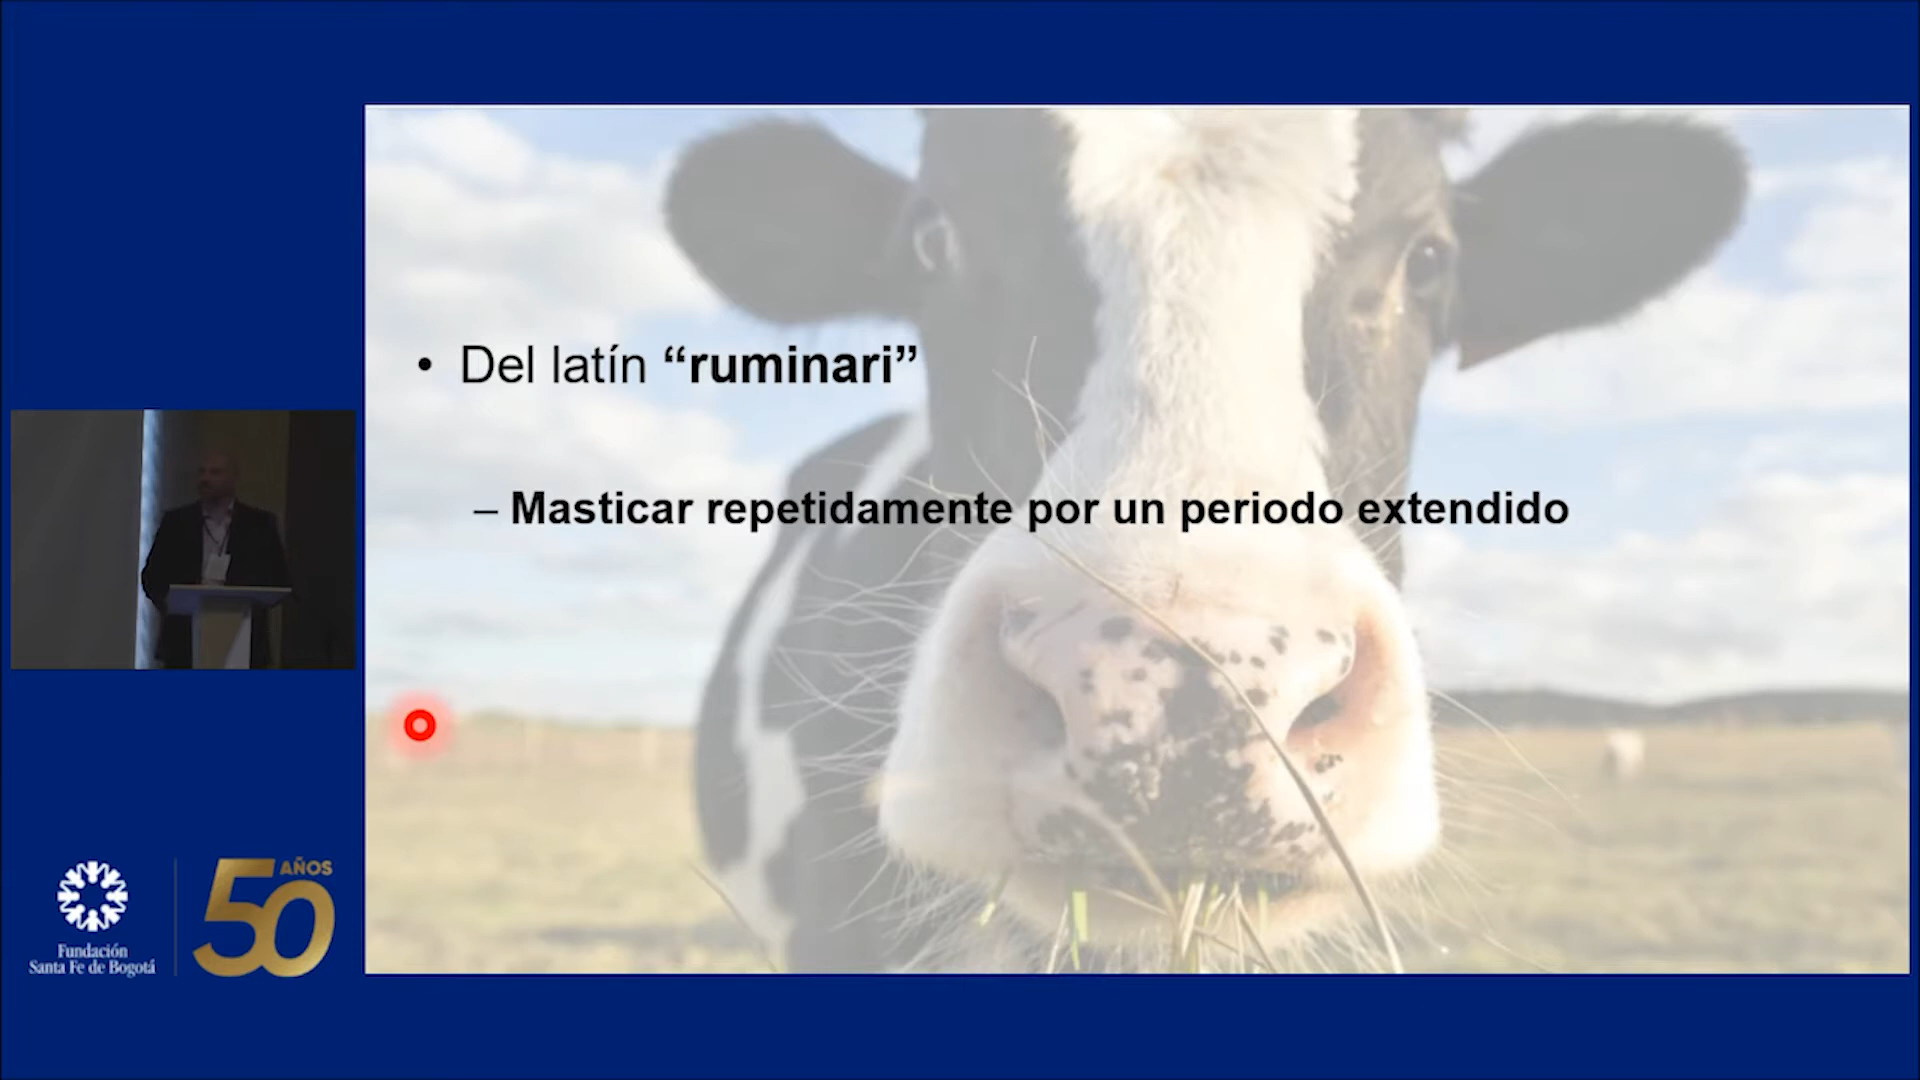 • Del latín “ruminari”
– Masticar repetidamente por un periodo extendido
Fundación
Santa Fe de Bogotá
50 AÑOS